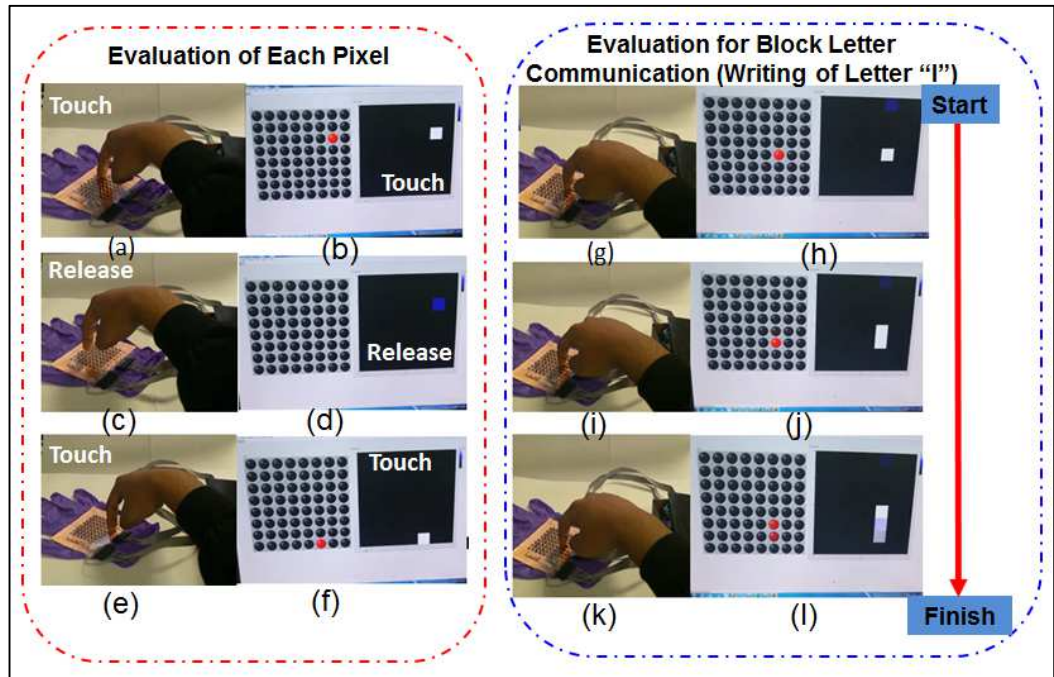 Evaluation of Each Pixel
Touch
Touch
(a)
(b)
Release
Release
(c)
(d)
Touch
Touch
(e)
(f)
Evaluation for Block Letter
Communication (Writing of Letter “I”)
Start
(g)
(h)
(i)
(j)
(k)
(l)
Finish